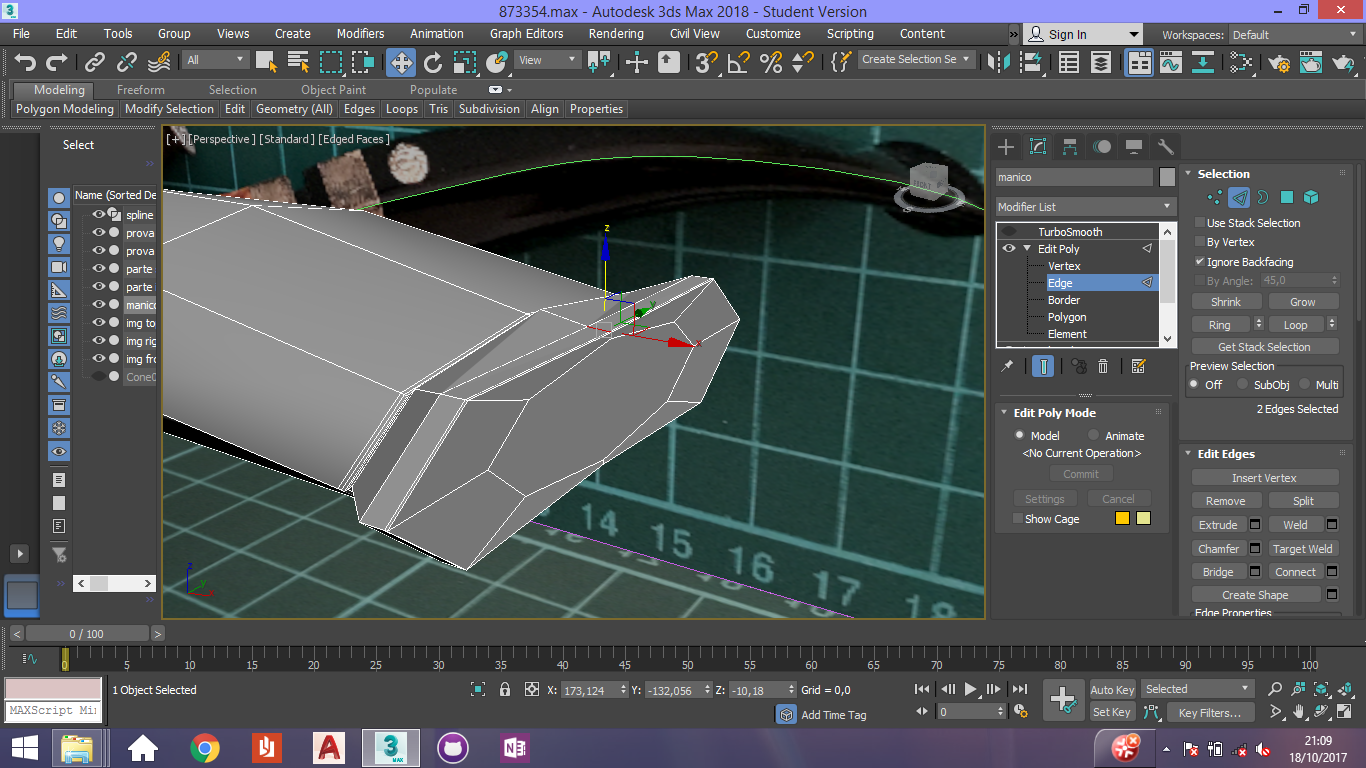 873354.max - Autodesk 3ds Max 2018 - Student Version
File Edit Tools Group Views Create Modifiers Animation Graph Editors Rendering Civil View Customize Scripting Content » Sign In Workspaces: Default
All View Create Selection Se
Modeling Freeform Selection Object Paint Populate
Polygon Modeling Modify Selection Edit Geometry (All) Edges Loops Tris Subdivision Align Properties
Select
Name (Sorted De
spline
prova
prova
parte
parte
manico
img to
img rig
img fro
[+] [Perspective ] [Standard ] [Edged Faces ]
FRONT
z
x
14 15 16 17 18
z
y
x
manico
Modifier List
TurboSmooth
Edit Poly
Vertex
Edge
Border
Polygon
Element
Edit Poly Mode
Model Animate
<No Current Operation>
Commit
Settings Cancel
Show Cage
Selection
Use Stack Selection
By Vertex
Ignore Backfacing
By Angle: 45,0
Shrink Grow
Ring Loop
Get Stack Selection
Preview Selection
Off SubObj Multi
2 Edges Selected
Edit Edges
Insert Vertex
Remove Split
Extrude Weld
Chamfer Target Weld
Bridge Connect
Create Shape
Edge Properties
< 0 / 100 >
0 5 10 15 20 25 30 35 40 45 50 55 60 65 70 75 80 85 90 95 100
1 Object Selected X: 173,124 Y: -132,056 Z: -10,18 Grid = 0,0 Auto Key Selected
MAXScript Mi Add Time Tag 0 Set Key Key Filters...
A 3 MAX N
21:09
18/10/2017